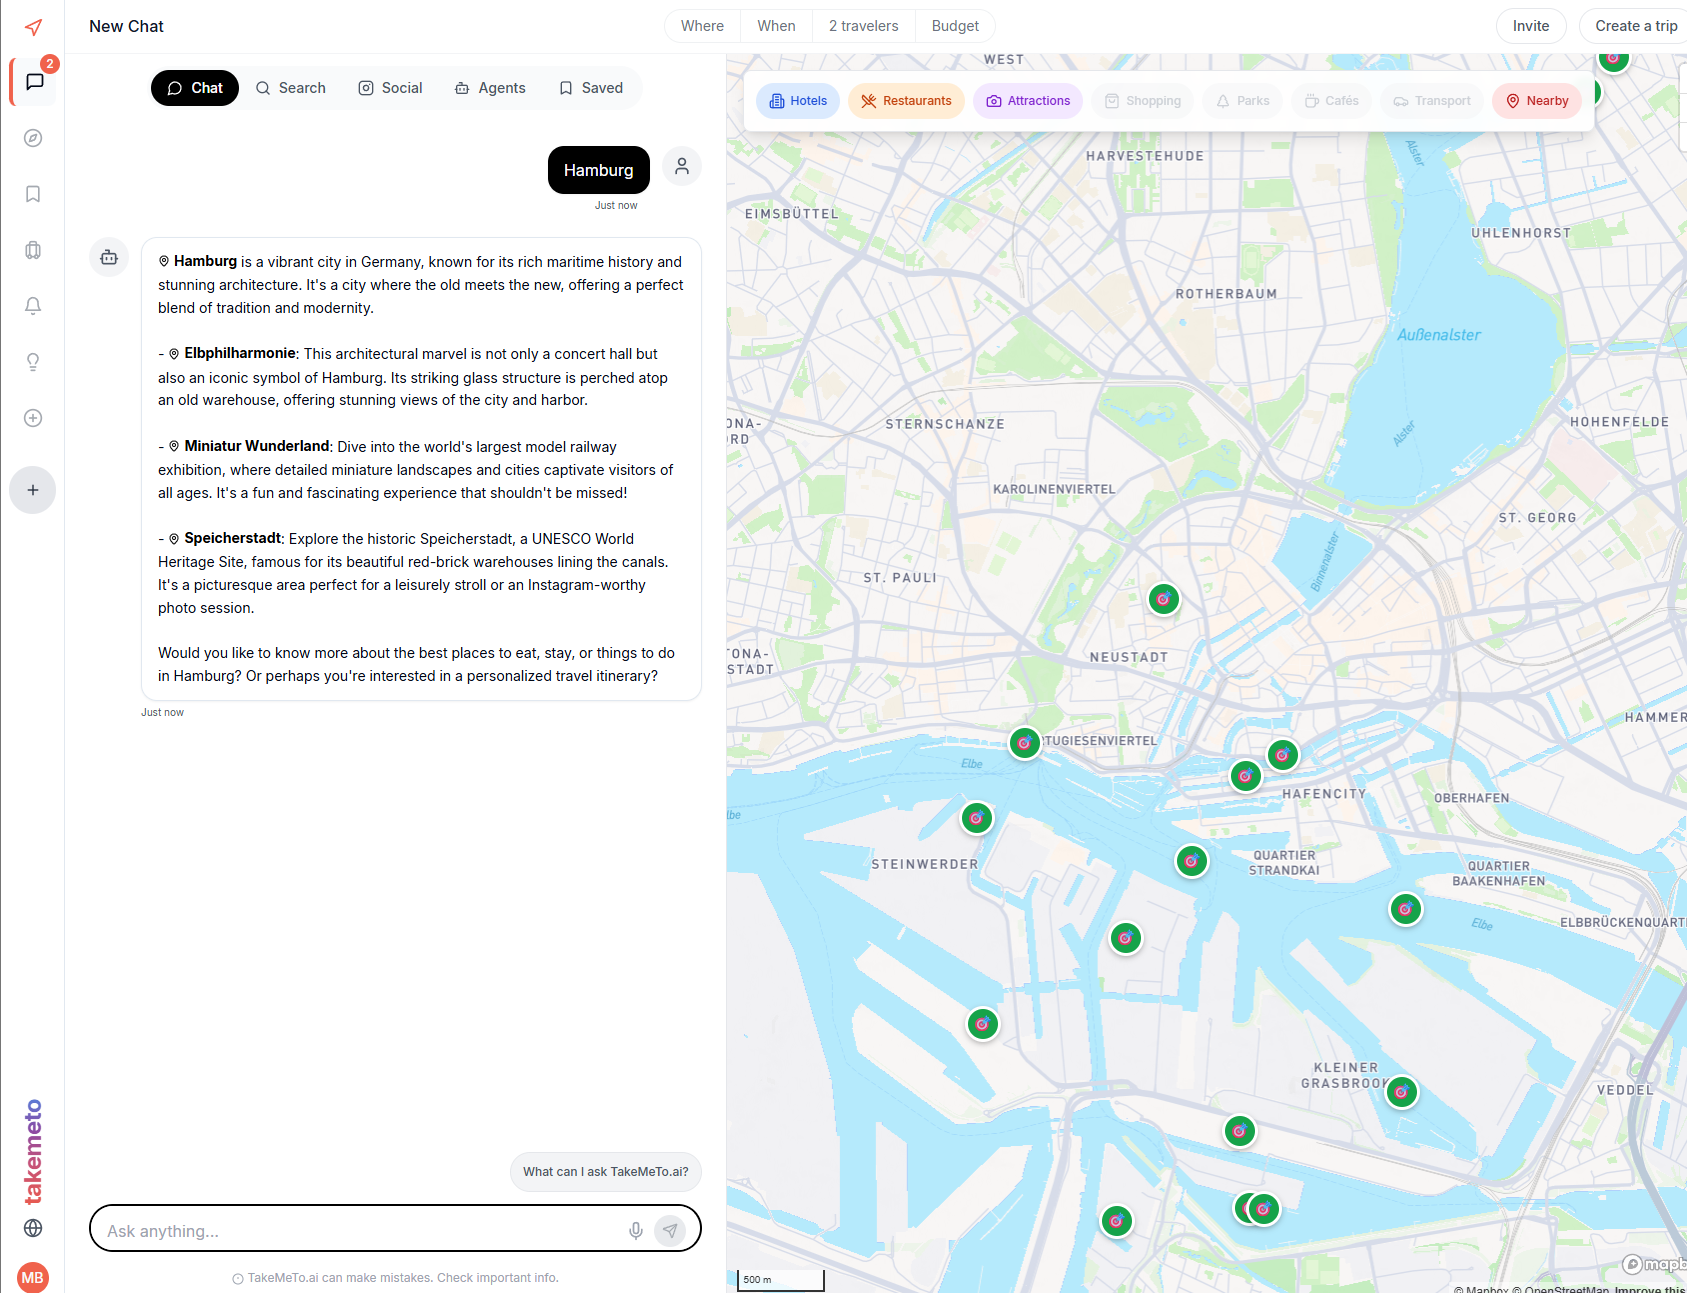 New Chat
Where
When
2 travelers
Budget
Invite
Create a trip
2
Chat
Search
Social
Agents
Saved
Hamburg
Just now
Hamburg is a vibrant city in Germany, known for its rich maritime history and
stunning architecture. It's a city where the old meets the new, offering a perfect
blend of tradition and modernity.
- Elbphilharmonie: This architectural marvel is not only a concert hall but
also an iconic symbol of Hamburg. Its striking glass structure is perched atop
an old warehouse, offering stunning views of the city and harbor.
- Miniatur Wunderland: Dive into the world's largest model railway
exhibition, where detailed miniature landscapes and cities captivate visitors of
all ages. It's a fun and fascinating experience that shouldn't be missed!
- Speicherstadt: Explore the historic Speicherstadt, a UNESCO World
Heritage Site, famous for its beautiful red-brick warehouses lining the canals.
It's a picturesque area perfect for a leisurely stroll or an Instagram-worthy
photo session.
Would you like to know more about the best places to eat, stay, or things to do
in Hamburg? Or perhaps you're interested in a personalized travel itinerary?
Just now
What can I ask TakeMeTo.ai?
Ask anything...
TakeMeTo.ai can make mistakes. Check important info.
takemeto
MB
WEST
Hotels
Restaurants
Attractions
Shopping
Parks
Cafés
Transport
Nearby
HARVESTEHUDE
Alster
EIMSBÜTTEL
UHLENHORST
ROTHERBAUM
Außenalster
STERNSCHANZE
ONA-
RD
HOHENFELDE
Alster
KAROLINENVIERTEL
ST. GEORG
Binnenalster
ST. PAULI
NEUSTADT
TONA-
STADT
HAMMER
RTUGIESENVIERTEL
Elbe
HAFENCITY
OBERHAFEN
lbe
STEINWERDER
QUARTIER
STRANDKAI
QUARTIER
BAAKENHAFEN
Elbe
ELBBRÜCKENQUARTI
KLEINER
GRASBROOK
VEDDEL
500 m
mapb
© Mapbox © OpenStreetMap Improve this